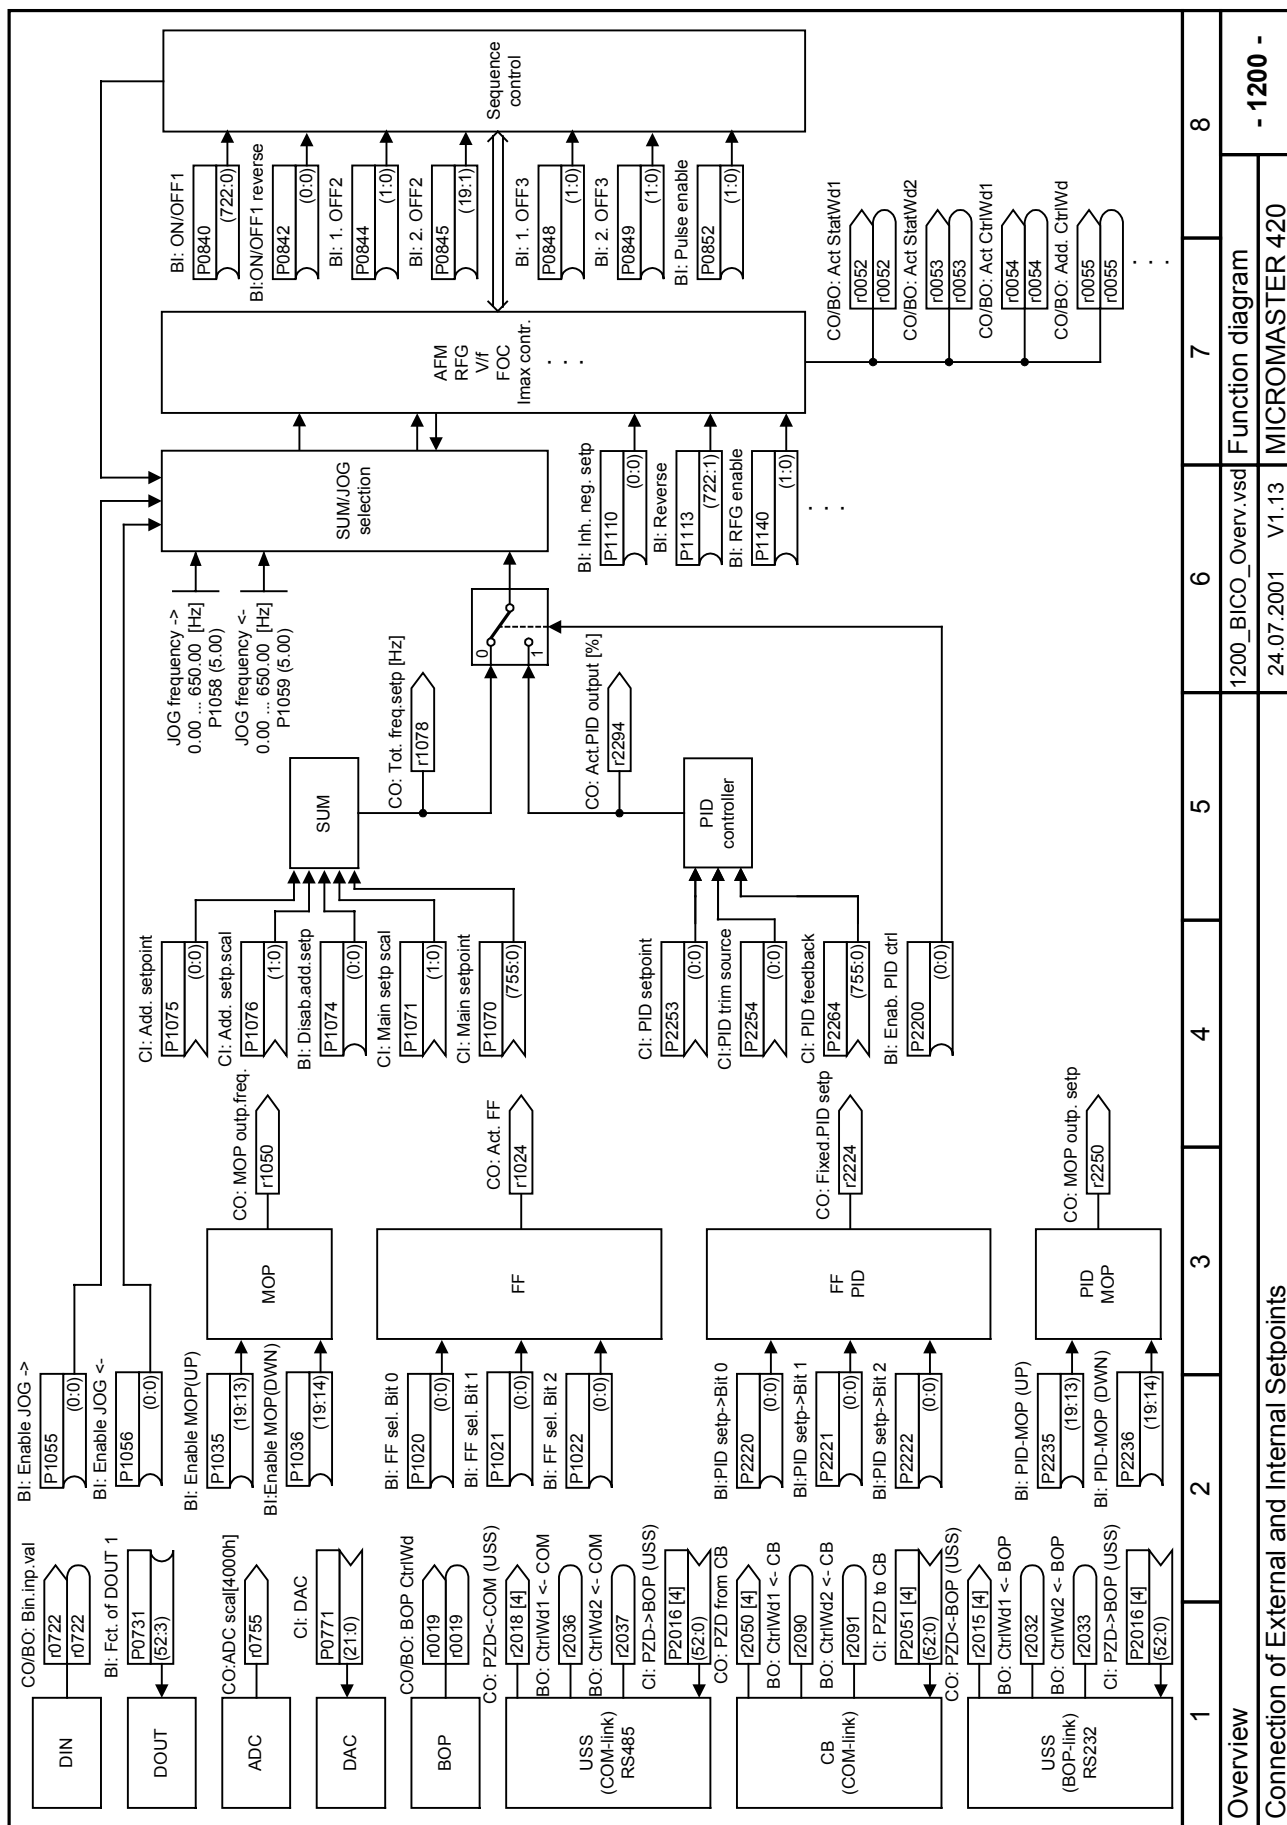 DIN
CO/BO: Bin.inp.val
r0722
r0722
DOUT
BI: Fct. of DOUT 1
P0731
(52:3)
ADC
CO:ADC scal[4000h]
r0755
DAC
CI: DAC
P0771
(21:0)
BOP
CO/BO: BOP CtrlWd
r0019
r0019
USS
(COM-link)
RS485
CO: PZD<-COM (USS)
r2018 [4]
BO: CtrlWd1 <- COM
r2036
BO: CtrlWd2 <- COM
r2037
CI: PZD->BOP (USS)
P2016 [4]
(52:0)
CB
(COM-link)
CO: PZD from CB
r2050 [4]
BO: CtrlWd1 <- CB
r2090
BO: CtrlWd2 <- CB
r2091
CI: PZD to CB
P2051 [4]
(52:0)
USS
(BOP-link)
RS232
CO: PZD<-BOP (USS)
r2015 [4]
BO: CtrlWd1 <- BOP
r2032
BO: CtrlWd2 <- BOP
r2033
CI: PZD->BOP (USS)
P2016 [4]
(52:0)
BI: Enable JOG ->
P1055
(0:0)
BI: Enable JOG <-
P1056
(0:0)
BI: Enable MOP(UP)
P1035
(19:13)
BI:Enable MOP(DWN)
P1036
(19:14)
MOP
CO: MOP outp.freq.
r1050
BI: FF sel. Bit 0
P1020
(0:0)
BI: FF sel. Bit 1
P1021
(0:0)
BI: FF sel. Bit 2
P1022
(0:0)
FF
CO: Act. FF
r1024
BI:PID setp->Bit 0
P2220
(0:0)
BI:PID setp->Bit 1
P2221
(0:0)
BI:PID setp->Bit 2
P2222
(0:0)
FF
PID
CO: Fixed.PID setp
r2224
BI: PID-MOP (UP)
P2235
(19:13)
BI: PID-MOP (DWN)
P2236
(19:14)
PID
MOP
CO: MOP outp. setp
r2250
CI: Add. setpoint
P1075
(0:0)
CI: Add. setp.scal
P1076
(1:0)
BI: Disab.add.setp
P1074
(0:0)
CI: Main setp scal
P1071
(1:0)
CI: Main setpoint
P1070
(755:0)
SUM
CO: Tot. freq.setp [Hz]
r1078
CI: PID setpoint
P2253
(0:0)
CI:PID trim source
P2254
(0:0)
CI: PID feedback
P2264
(755:0)
BI: Enab. PID ctrl
P2200
(0:0)
PID
controller
CO: Act.PID output [%]
r2294
JOG frequency ->
0.00 ... 650.00 [Hz]
P1058 (5.00)
JOG frequency <-
0.00 ... 650.00 [Hz]
P1059 (5.00)
0
1
SUM/JOG
selection
BI: Inh. neg. setp
P1110
(0:0)
BI: Reverse
P1113
(722:1)
BI: RFG enable
P1140
(1:0)
. . .
AFM
RFG
V/f
FOC
Imax contr.
. . .
BI: ON/OFF1
P0840
(722:0)
BI:ON/OFF1 reverse
P0842
(0:0)
BI: 1. OFF2
P0844
(1:0)
BI: 2. OFF2
P0845
(19:1)
BI: 1. OFF3
P0848
(1:0)
BI: 2. OFF3
P0849
(1:0)
BI: Pulse enable
P0852
(1:0)
Sequence
control
CO/BO: Act StatWd1
r0052
r0052
CO/BO: Act StatWd2
r0053
r0053
CO/BO: Act CtrlWd1
r0054
r0054
CO/BO: Add. CtrlWd
r0055
r0055
. . .
1 2 3 4 5 6 7 8
Overview 1200_BICO_Overv.vsd Function diagram - 1200 -
Connection of External and Internal Setpoints 24.07.2001 V1.13 MICROMASTER 420